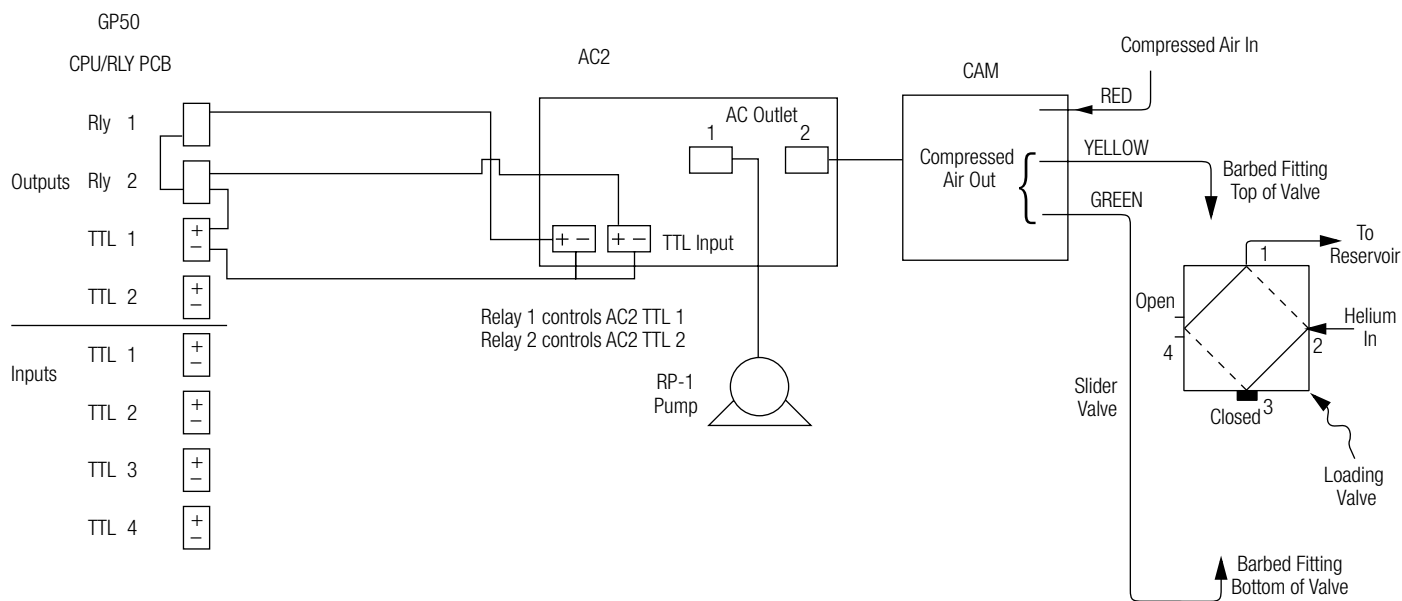 GP50
CPU/RLY PCB
Outputs
Rly 1
Rly 2
TTL 1
+
−
TTL 2
+
−
Inputs
TTL 1
+
−
TTL 2
+
−
TTL 3
+
−
TTL 4
+
−
AC2
AC Outlet
1
2
+ −
+ −
TTL Input
Relay 1 controls AC2 TTL 1
Relay 2 controls AC2 TTL 2
RP-1
Pump
CAM
Compressed
Air Out
Compressed Air In
RED
YELLOW
GREEN
Barbed Fitting
Top of Valve
To
Reservoir
1
Open
Helium
In
4
2
Closed
3
Slider
Valve
Loading
Valve
Barbed Fitting
Bottom of Valve